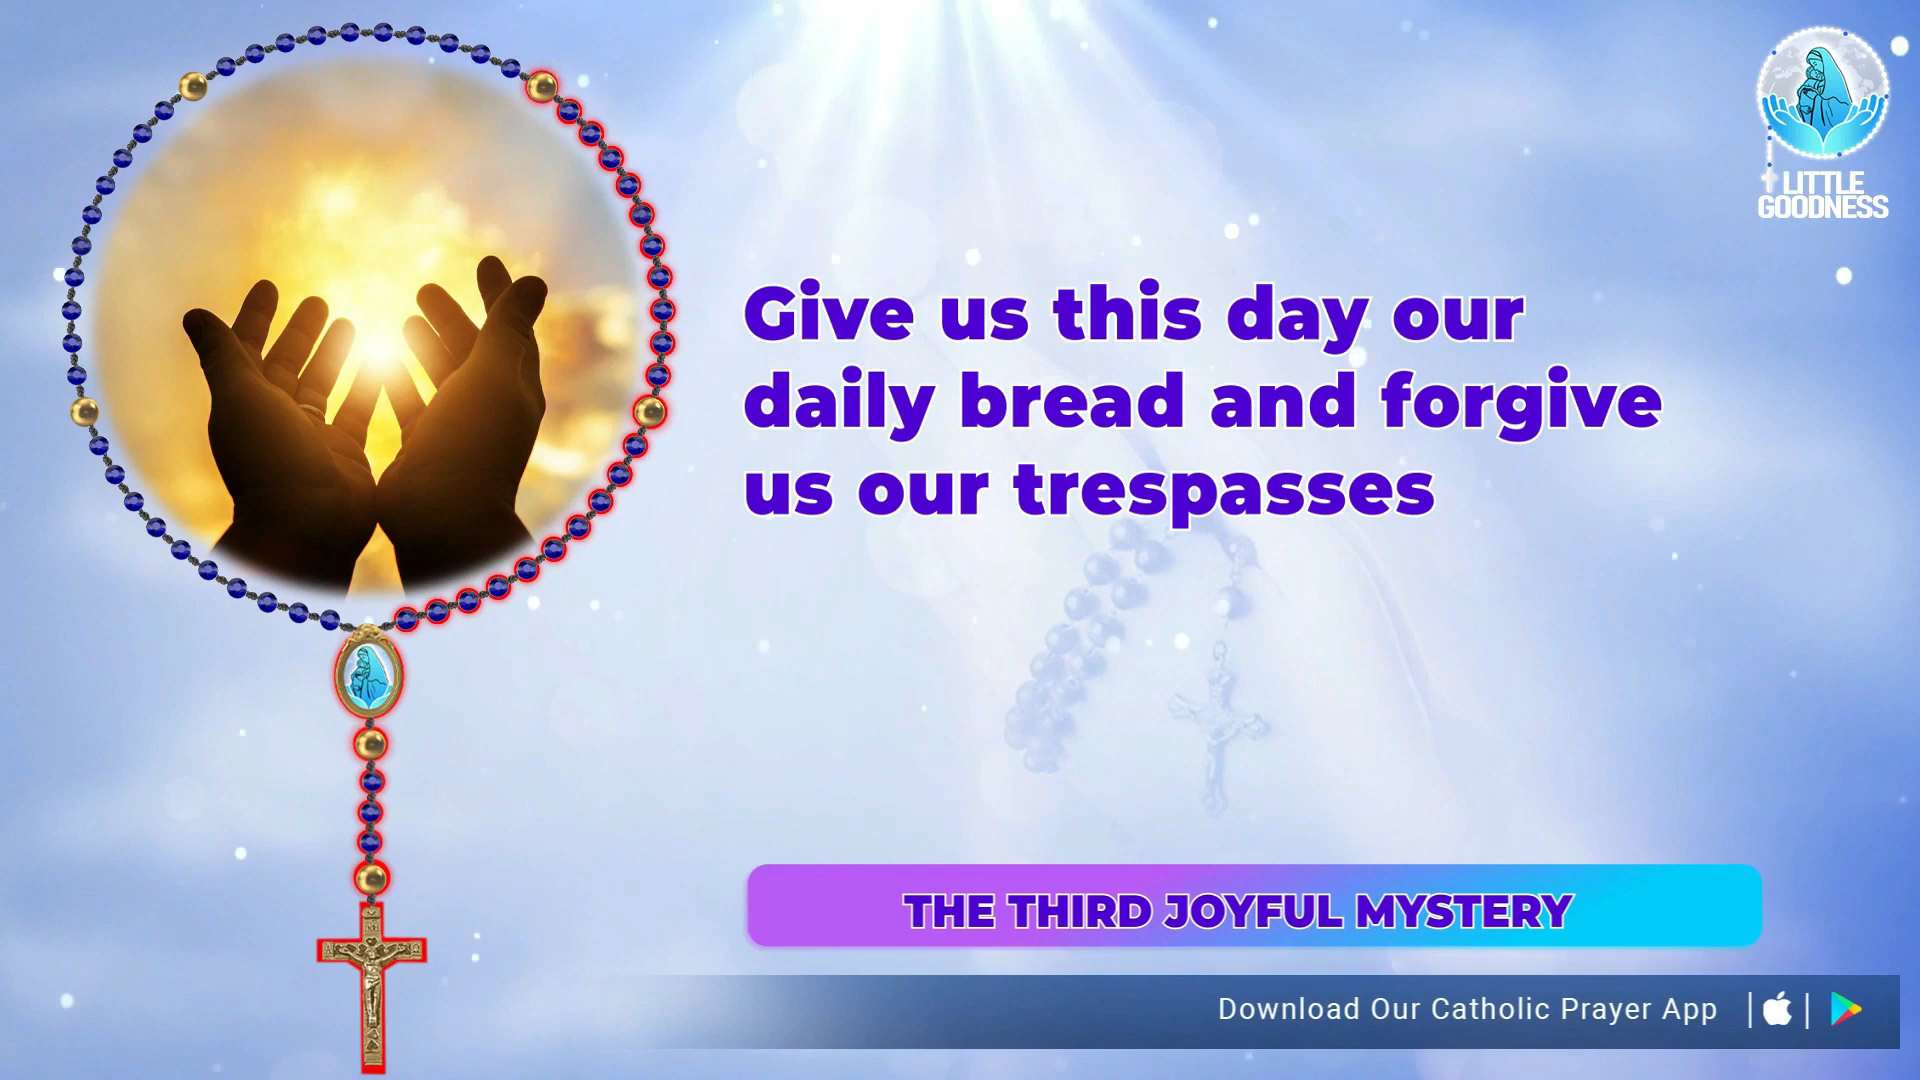 LITTLE
GOODNESS
Give us this day our
daily bread and forgive
us our trespasses
THE THIRD JOYFUL MYSTERY
Download Our Catholic Prayer App